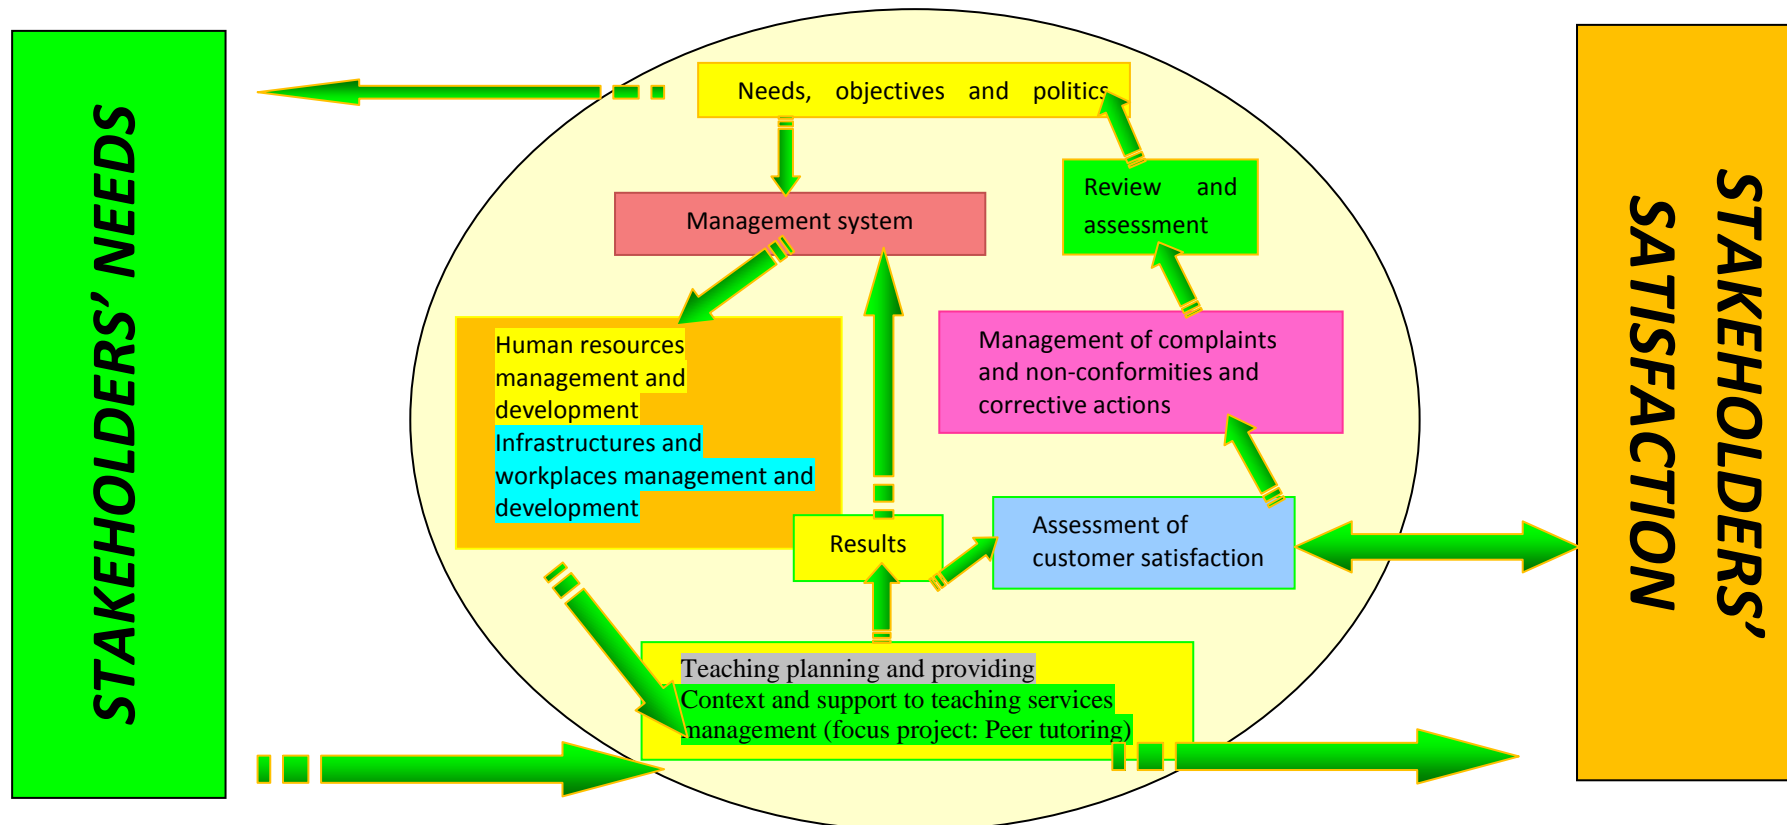 STAKEHOLDERS’ NEEDS
Needs, objectives and politics
Management system
Review and
assessment
Human resources
management and
development
Infrastructures and
workplaces management and
development
Management of complaints
and non-conformities and
corrective actions
Results
Assessment of
customer satisfaction
Teaching planning and providing
Context and support to teaching services
management (focus project: Peer tutoring)
STAKEHOLDERS’
SATISFACTION